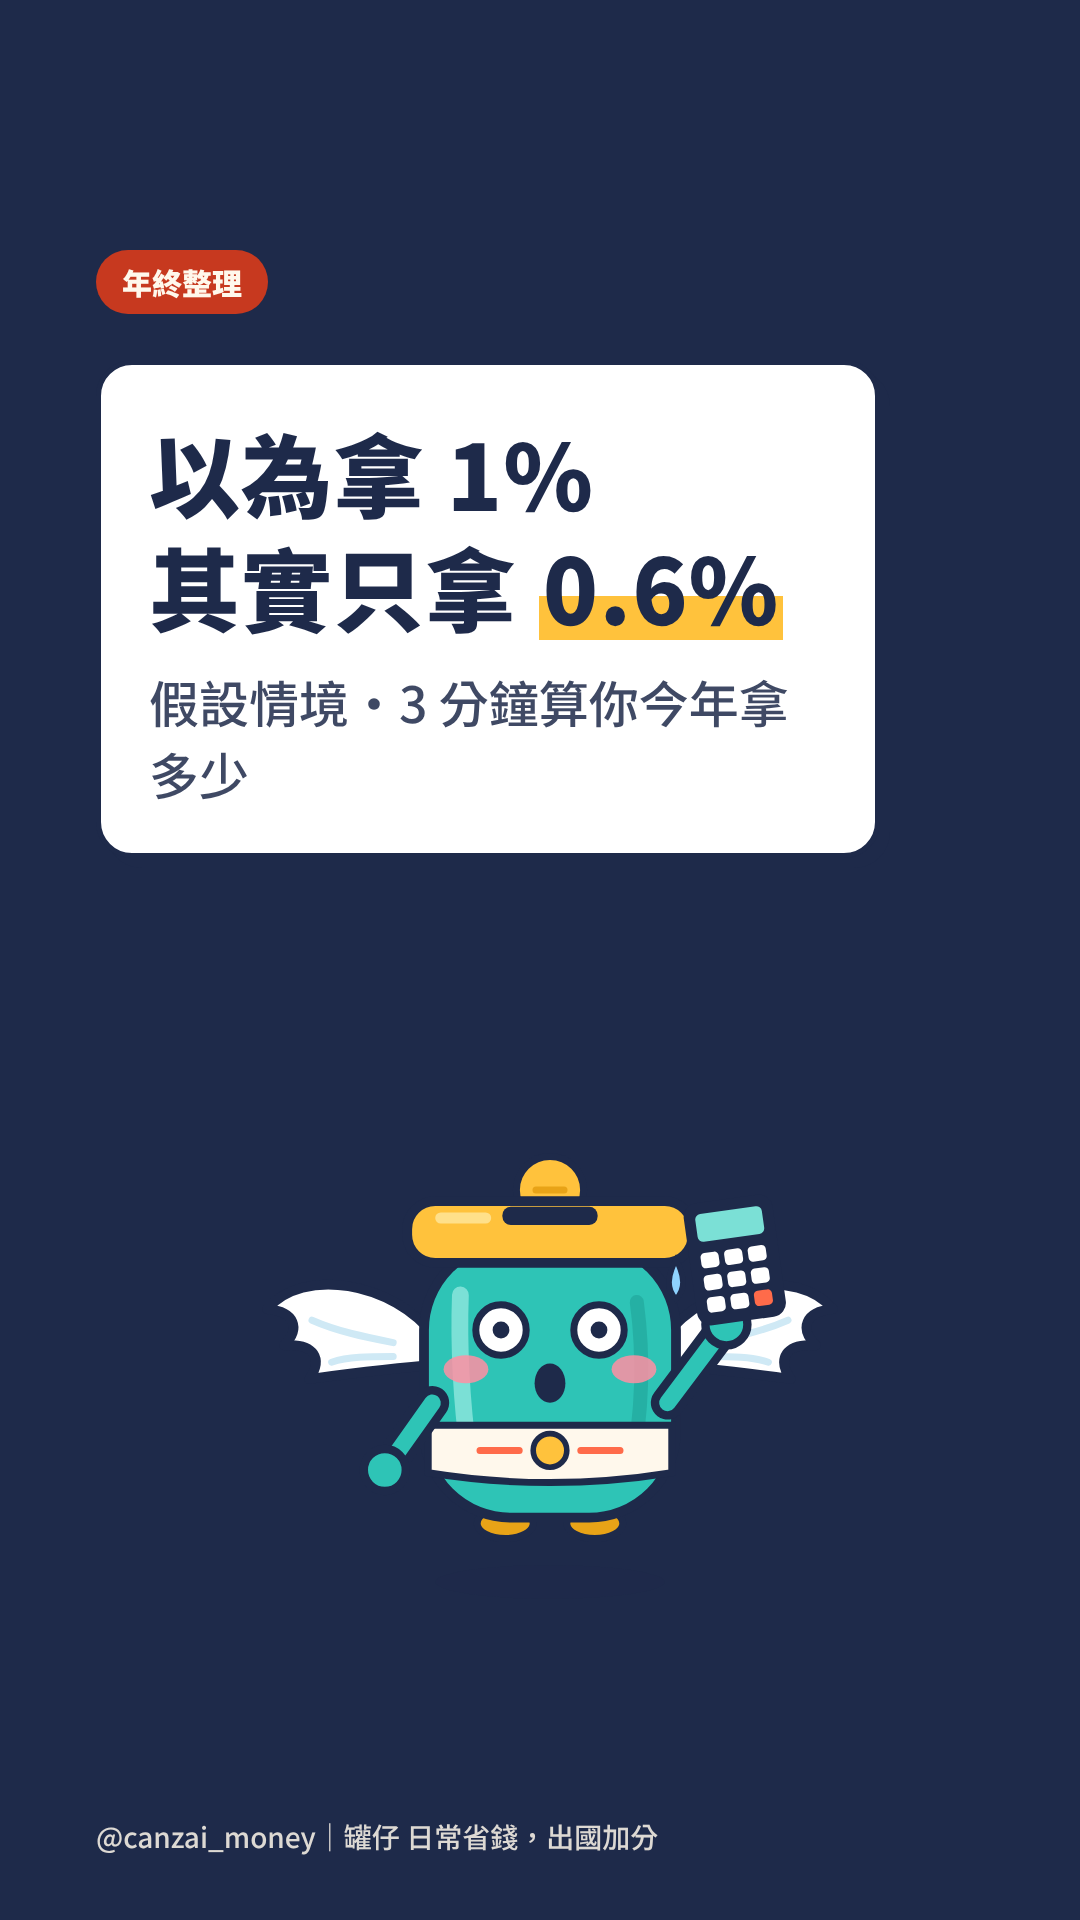 年終整理
以為拿 1%
其實只拿 0.6%
假設情境・3 分鐘算你今年拿
多少
@canzai_money｜罐仔 日常省錢，出國加分